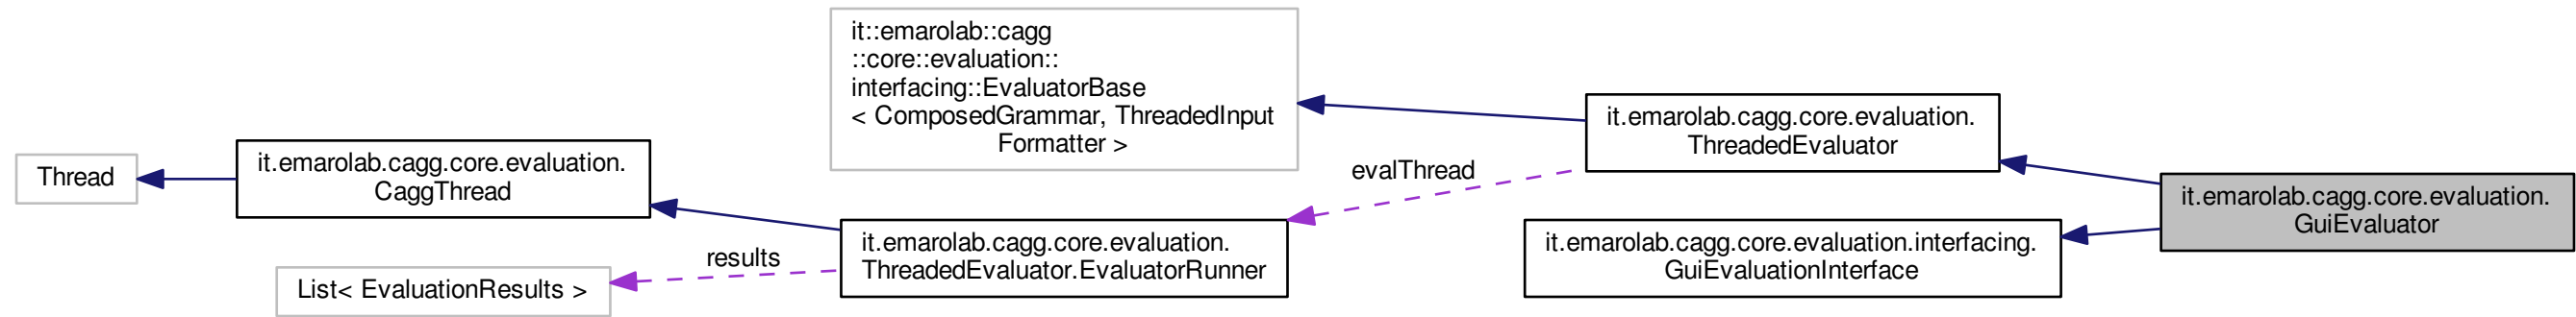 it::emarolab::cagg
::core::evaluation::
interfacing::EvaluatorBase
< ComposedGrammar, ThreadedInput
Formatter >
Thread
it.emarolab.cagg.core.evaluation.
CaggThread
results
List< EvaluationResults >
it.emarolab.cagg.core.evaluation.
ThreadedEvaluator.EvaluatorRunner
evalThread
it.emarolab.cagg.core.evaluation.
ThreadedEvaluator
it.emarolab.cagg.core.evaluation.interfacing.
GuiEvaluationInterface
it.emarolab.cagg.core.evaluation.
GuiEvaluator